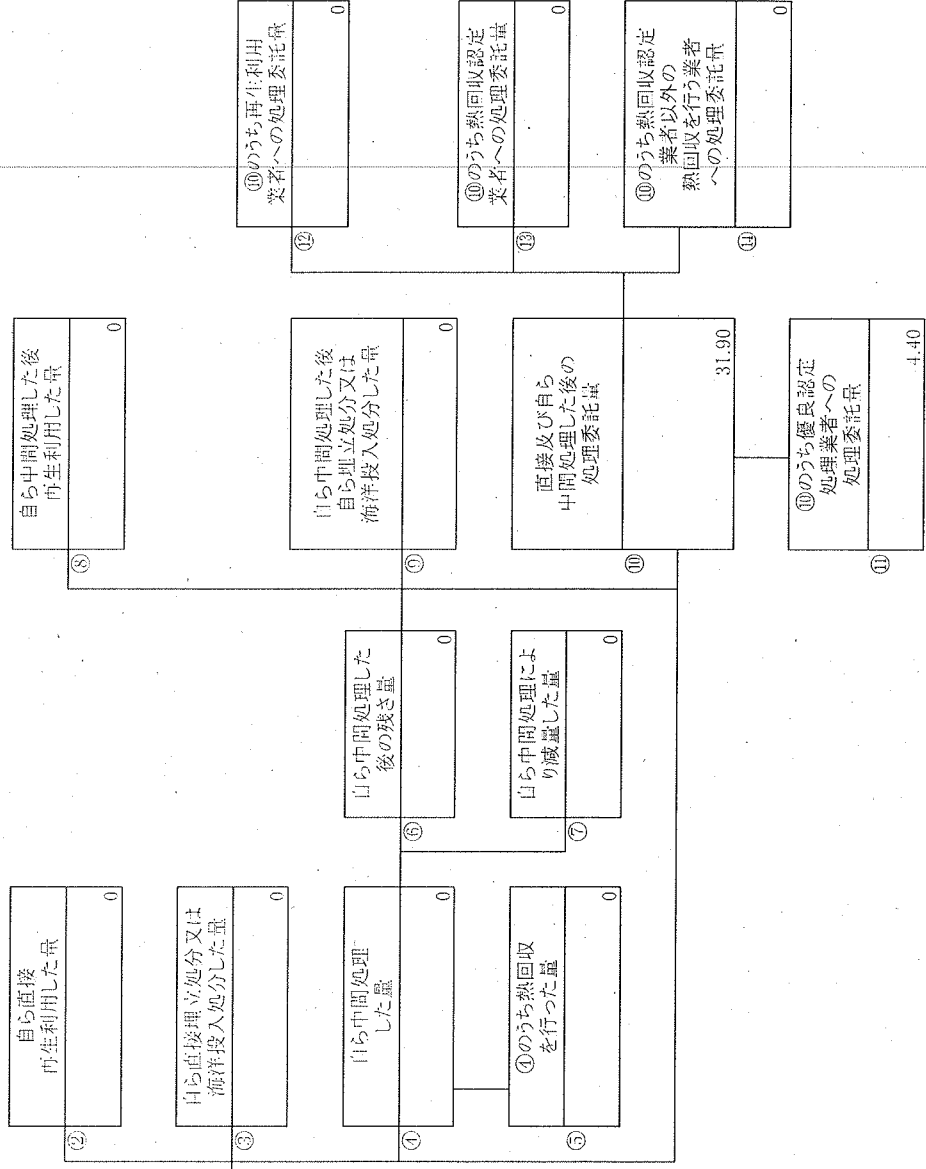 ②
自ら直接
再生利用した量
0
③
自ら直接埋立処分又は
海洋投入処分した量
0
④
自ら中間処理
した量
0
⑤
④のうち熱回収
を行った量
0
⑥
自ら中間処理した
後の残さ量
0
⑦
自ら中間処理によ
り減量した量
0
⑧
自ら中間処理した後
再生利用した量
0
⑨
自ら中間処理した後
自ら埋立処分又は
海洋投入処分した量
0
⑩
直接及び自ら
中間処理した後の
処理委託量
31.90
⑪
⑩のうち優良認定
処理業者への
処理委託量
4.40
⑫
⑩のうち再生利用
業者への処理委託量
0
⑬
⑩のうち熱回収認定
業者への処理委託量
0
⑭
⑩のうち熱回収認定
業者以外の
熱回収を行う業者
への処理委託量
0